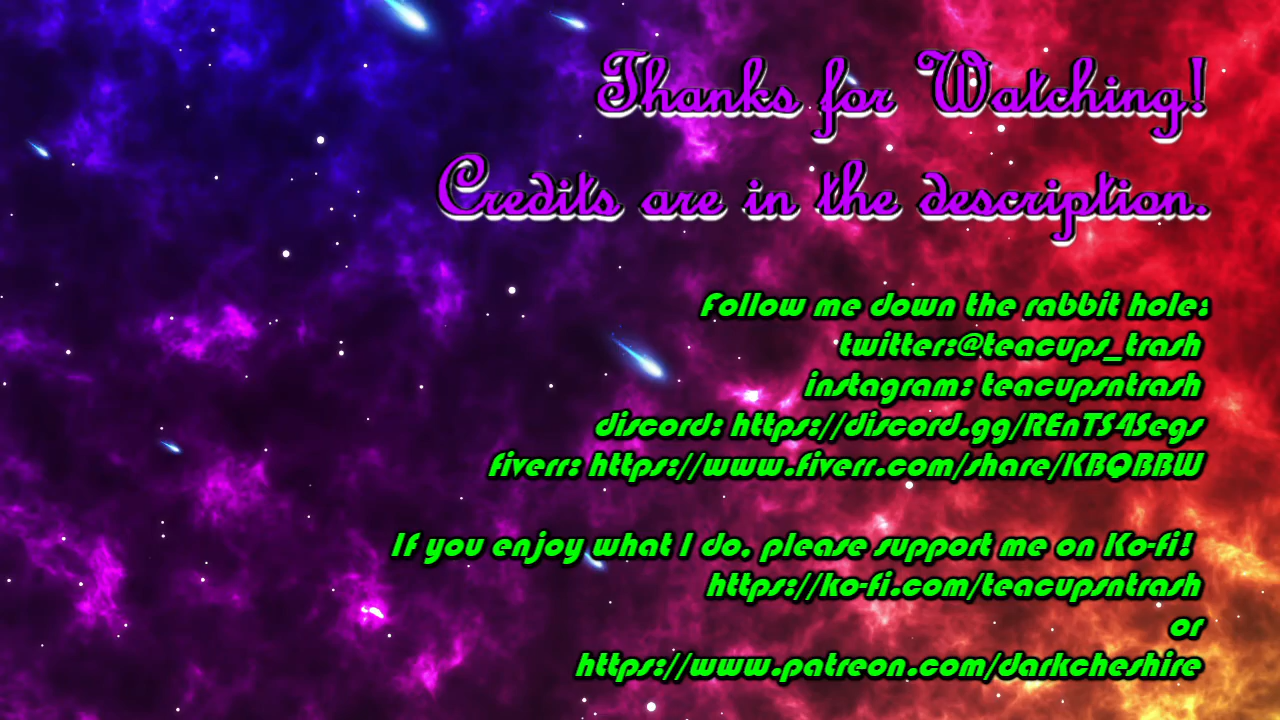 Thanks for Watching!
Credits are in the description.
Follow me down the rabbit hole:
twitter:@teacups_trash
instagram: teacupsntrash
discord: https://discord.gg/REnTS4Segs
fiverr: https://www.fiverr.com/share/KBQBBW
If you enjoy what I do, please support me on Ko-fi!
https://ko-fi.com/teacupsntrash
or
https://www.patreon.com/darkcheshire